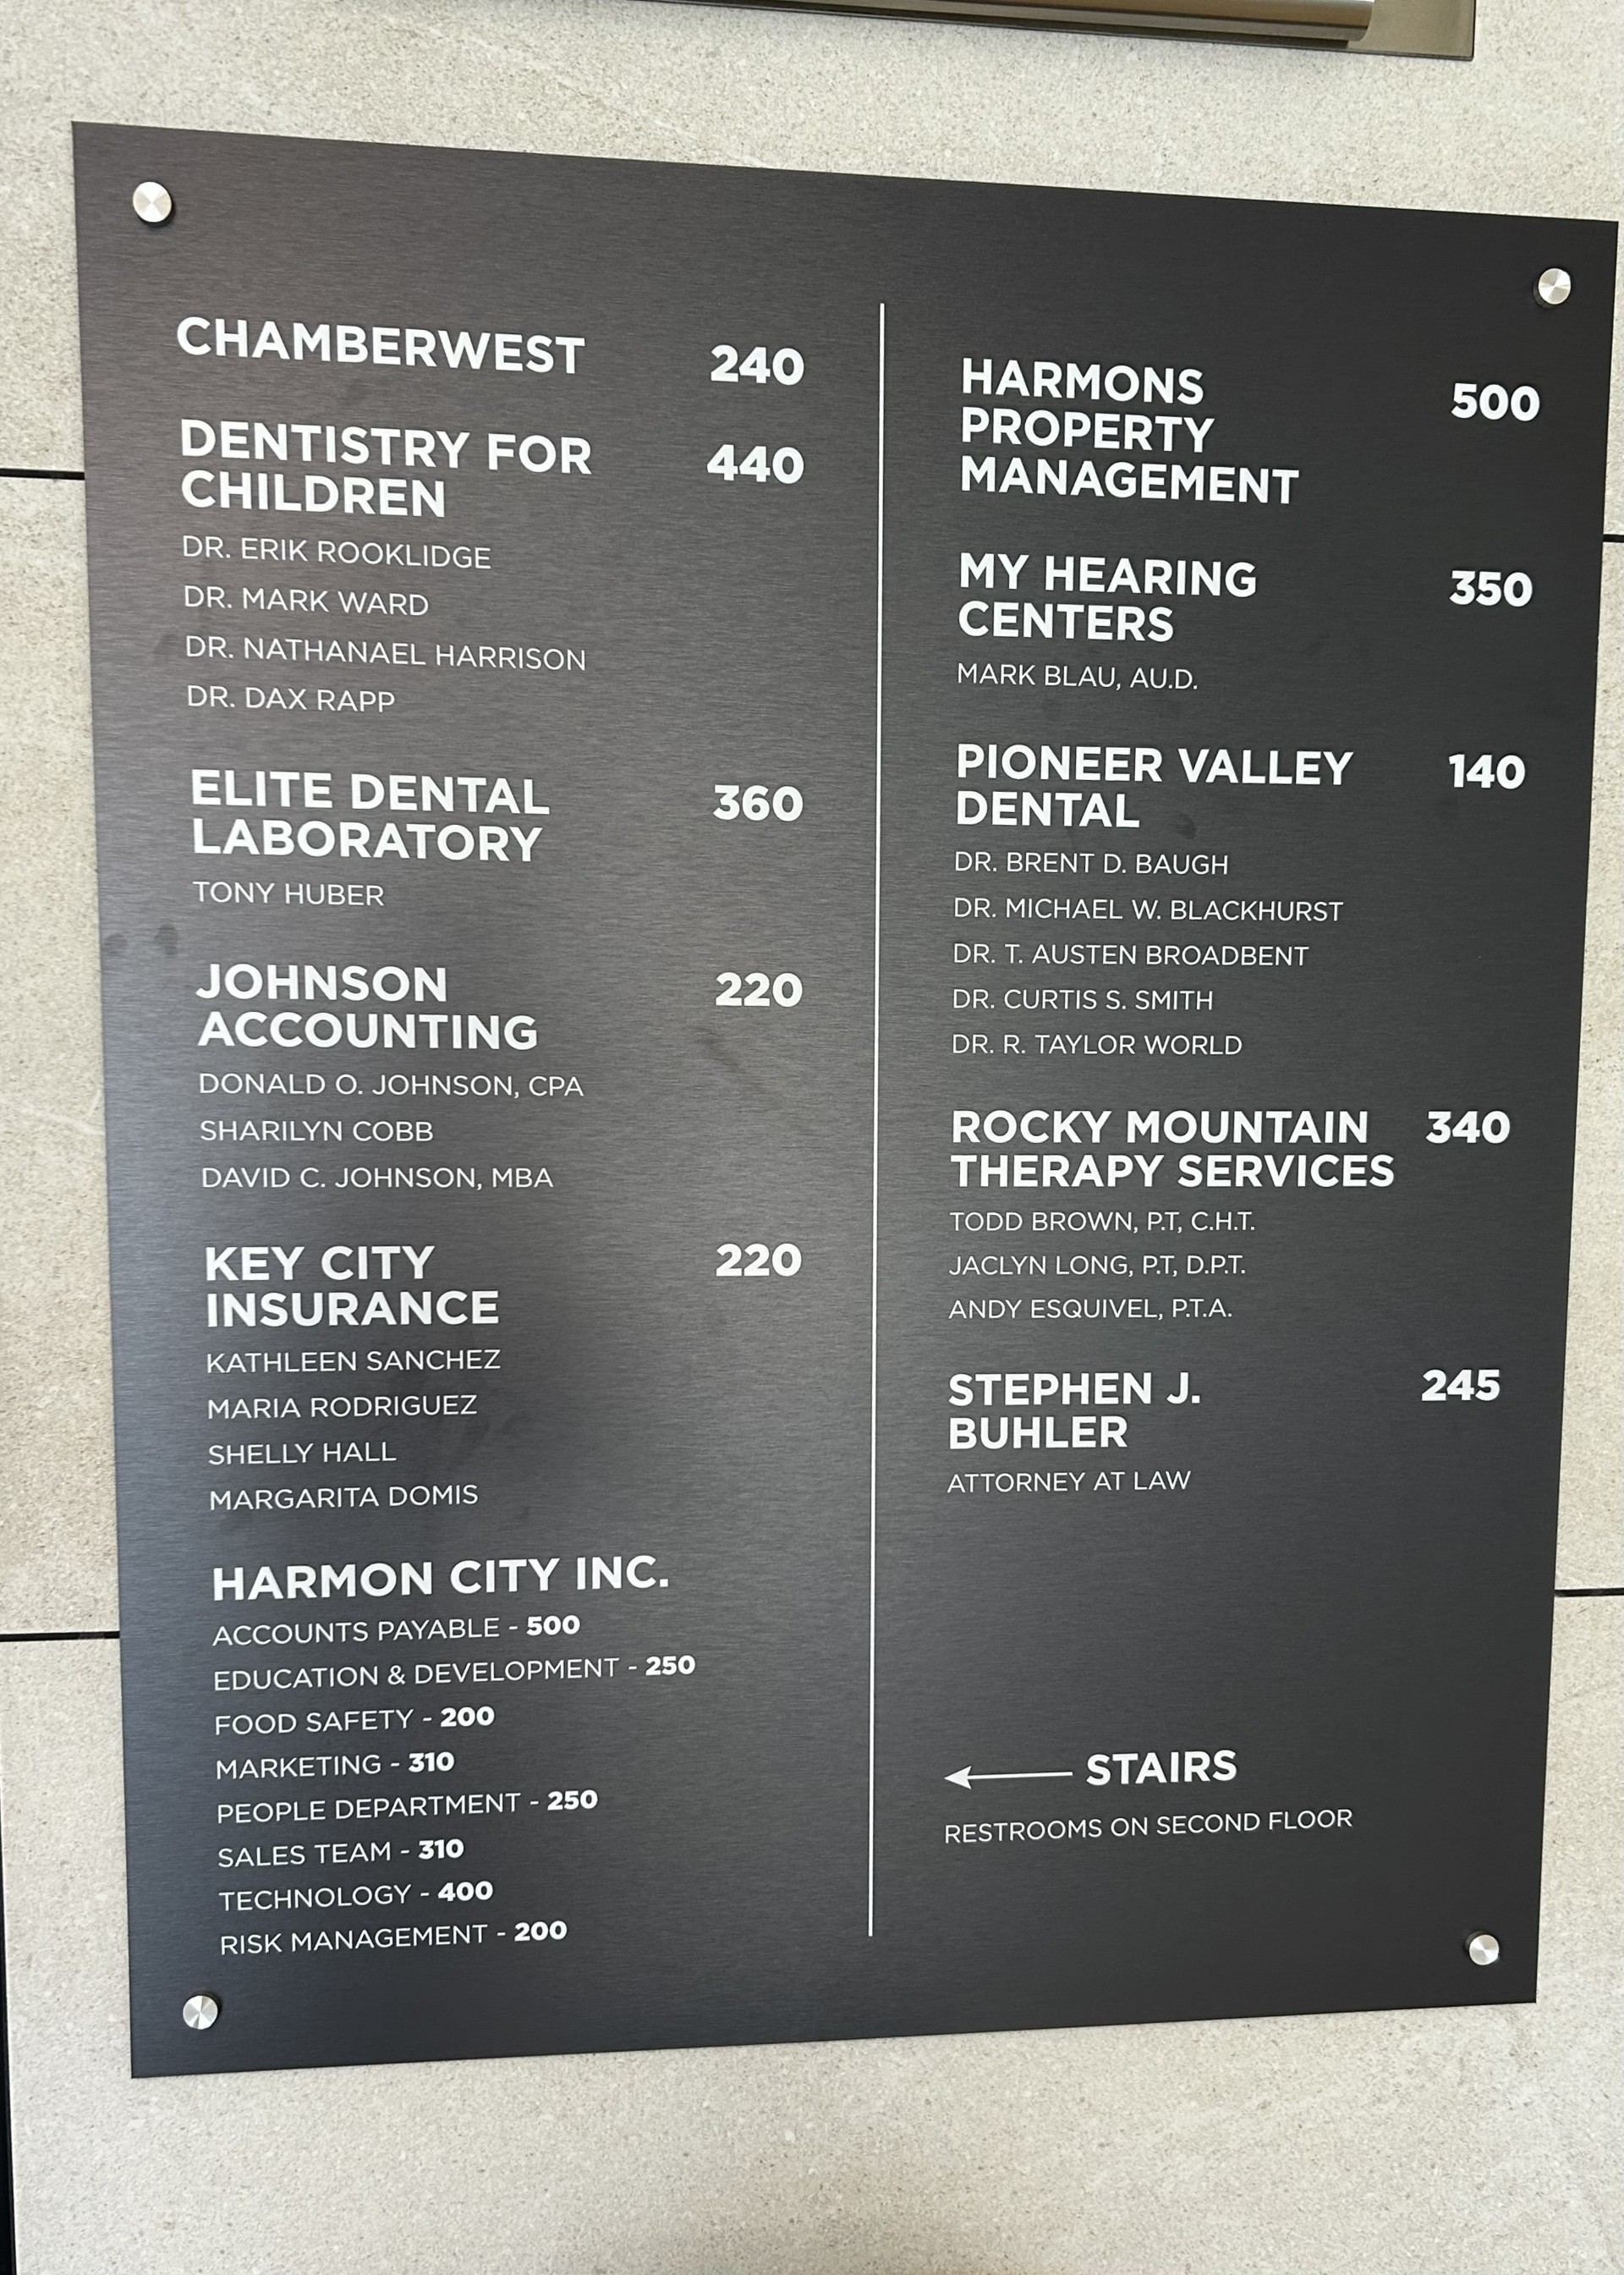 CHAMBERWEST 240
DENTISTRY FOR 440
CHILDREN
DR. ERIK ROOKLIDGE
DR. MARK WARD
DR. NATHANAEL HARRISON
DR. DAX RAPP
ELITE DENTAL 360
LABORATORY
TONY HUBER
JOHNSON 220
ACCOUNTING
DONALD O. JOHNSON, CPA
SHARILYN COBB
DAVID C. JOHNSON, MBA
KEY CITY 220
INSURANCE
KATHLEEN SANCHEZ
MARIA RODRIGUEZ
SHELLY HALL
MARGARITA DOMIS
HARMON CITY INC.
ACCOUNTS PAYABLE - 500
EDUCATION & DEVELOPMENT - 250
FOOD SAFETY - 200
MARKETING - 310
PEOPLE DEPARTMENT - 250
SALES TEAM - 310
TECHNOLOGY - 400
RISK MANAGEMENT - 200
HARMONS 500
PROPERTY
MANAGEMENT
MY HEARING 350
CENTERS
MARK BLAU, AU.D.
PIONEER VALLEY 140
DENTAL
DR. BRENT D. BAUGH
DR. MICHAEL W. BLACKHURST
DR. T. AUSTEN BROADBENT
DR. CURTIS S. SMITH
DR. R. TAYLOR WORLD
ROCKY MOUNTAIN 340
THERAPY SERVICES
TODD BROWN, P.T, C.H.T.
JACLYN LONG, P.T, D.P.T.
ANDY ESQUIVEL, P.T.A.
STEPHEN J. 245
BUHLER
ATTORNEY AT LAW
STAIRS
RESTROOMS ON SECOND FLOOR